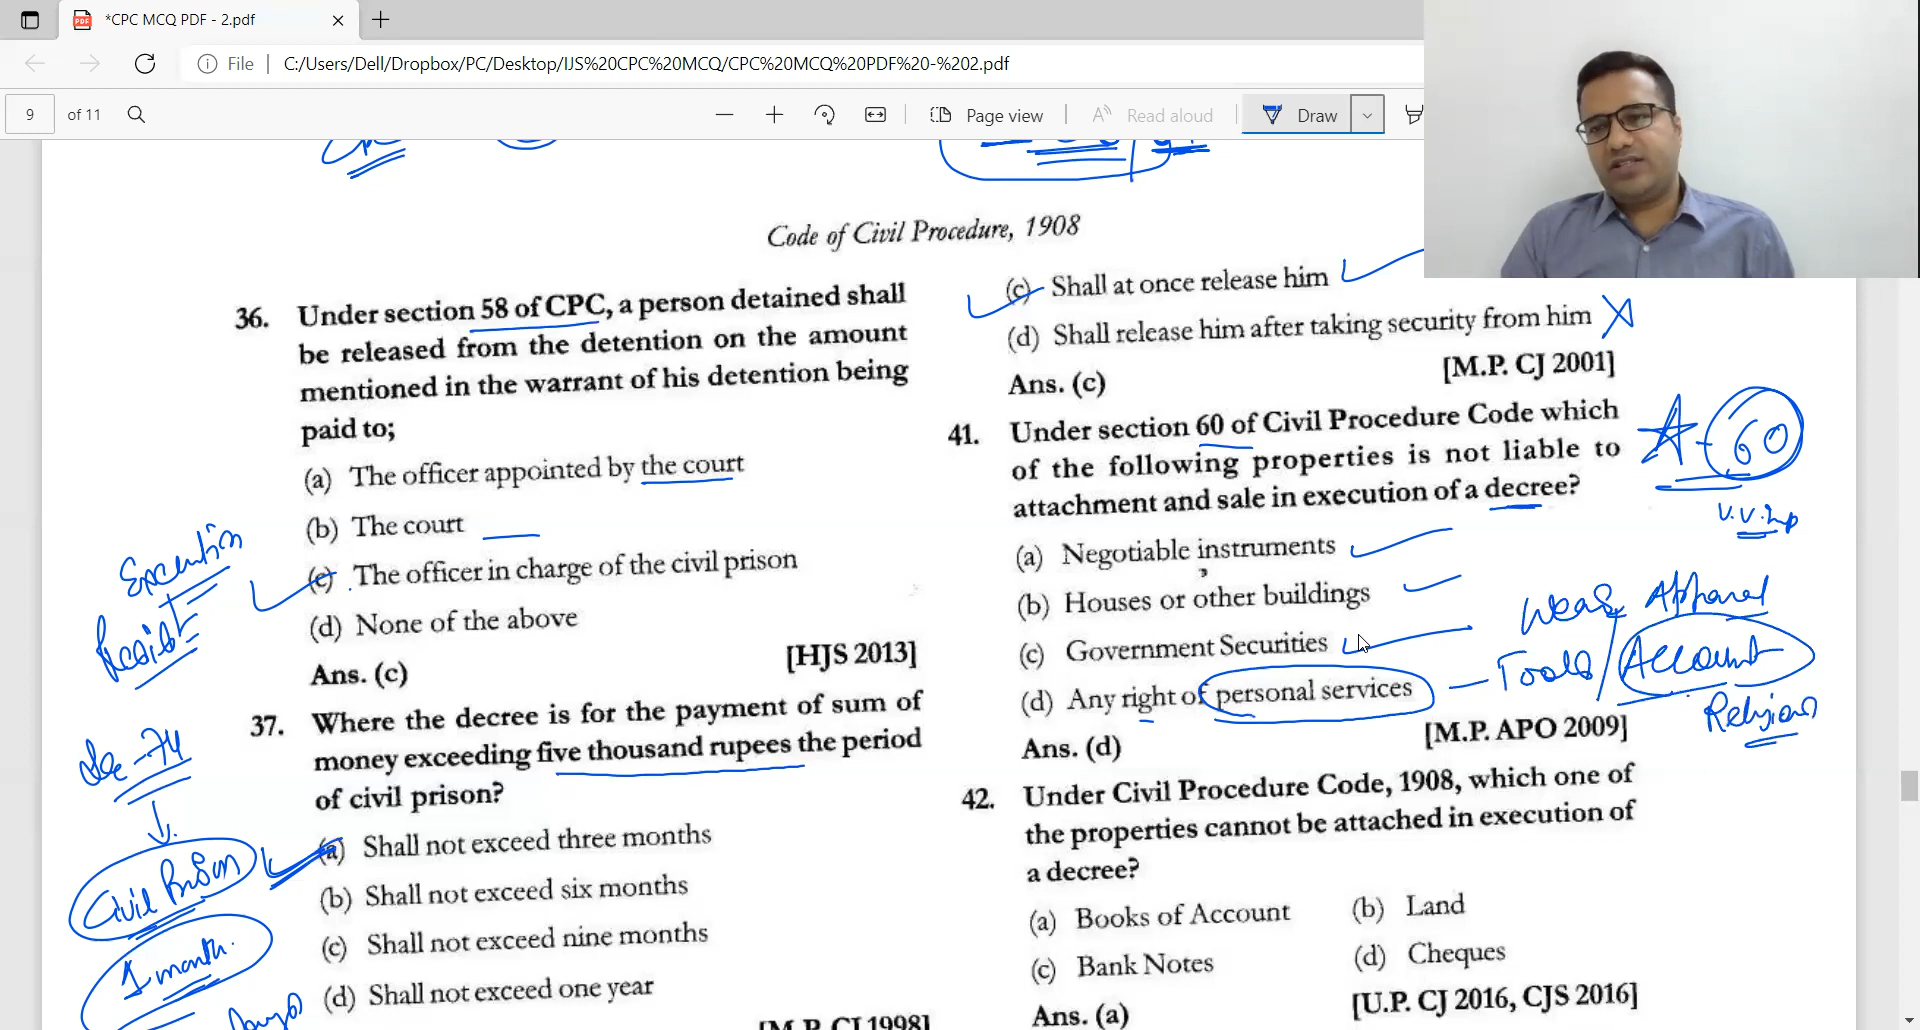 *CPC MCQ PDF - 2.pdf
File
C:/Users/Dell/Dropbox/PC/Desktop/IJS%20CPC%20MCQ/CPC%20MCQ%20PDF%20-%202.pdf
9 of 11
Page view
Read aloud
Draw
Code of Civil Procedure, 1908
36. Under section 58 of CPC, a person detained shall
be released from the detention on the amount
mentioned in the warrant of his detention being
paid to;
(a) The officer appointed by the court
(b) The court
(c) The officer in charge of the civil prison
(d) None of the above
Ans. (c) [HJS 2013]
Execution
Resist
37. Where the decree is for the payment of sum of
money exceeding five thousand rupees the period
of civil prison?
(a) Shall not exceed three months
(b) Shall not exceed six months
(c) Shall not exceed nine months
(d) Shall not exceed one year
[M.P. CJ 1998]
Sec - 74
Civil Prison
1 month.
(c) Shall at once release him
(d) Shall release him after taking security from him
Ans. (c) [M.P. CJ 2001]
41. Under section 60 of Civil Procedure Code which
of the following properties is not liable to
attachment and sale in execution of a decree?
(a) Negotiable instruments
(b) Houses or other buildings
(c) Government Securities
(d) Any right of personal services
Ans. (d) [M.P. APO 2009]
60
V.V. Imp
Apparel
Tools / Account
Religious
42. Under Civil Procedure Code, 1908, which one of
the properties cannot be attached in execution of
a decree?
(a) Books of Account (b) Land
(c) Bank Notes (d) Cheques
Ans. (a) [U.P. CJ 2016, CJS 2016]